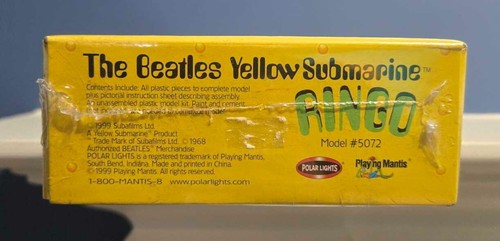 The Beatles Yellow Submarine™
Contents include: All plastic pieces to complete model
plus pictorial instruction sheet describing assembly.
An unassembled plastic model kit. Paint and cement
RINGO
©1999 Subafilms Ltd.
A Yellow Submarine™ Product
™Trade Mark of Subafilms Ltd. © 1968
Authorized BEATLES™ Merchandise
Model #5072
POLAR LIGHTS is a registered trademark of Playing Mantis,
South Bend, Indiana. Made and printed in China.
©1999 Playing Mantis. All rights reserved.
POLAR LIGHTS
Playing Mantis
1-800-MANTIS-8 www.polarlights.com